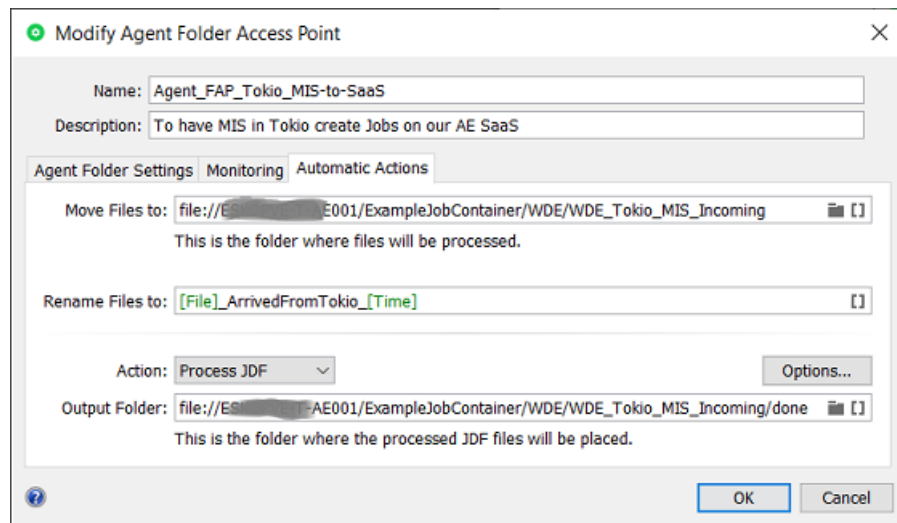 Modify Agent Folder Access Point
Name: Agent_FAP_Tokio_MIS-to-SaaS
Description: To have MIS in Tokio create Jobs on our AE SaaS
Agent Folder Settings Monitoring Automatic Actions
Move Files to: file:// AE001/ExampleJobContainer/WDE/WDE_Tokio_MIS_Incoming
This is the folder where files will be processed.
Rename Files to: [File]_ArrivedFromTokio_[Time]
Action: Process JDF Options...
Output Folder: file:// -AE001/ExampleJobContainer/WDE/WDE_Tokio_MIS_Incoming/done
This is the folder where the processed JDF files will be placed.
OK Cancel